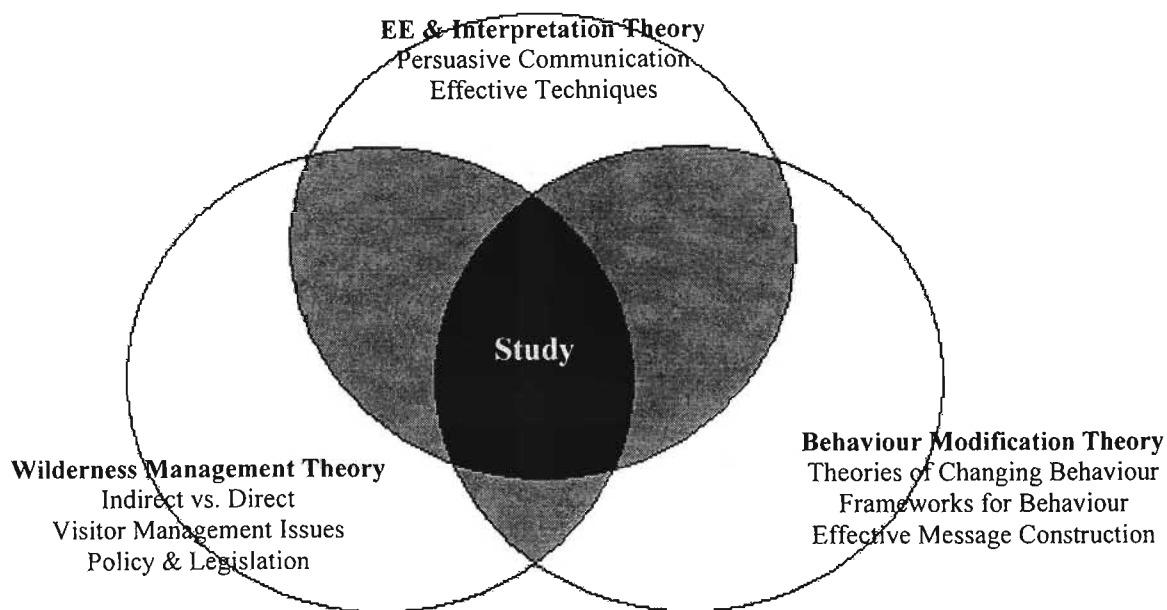 EE & Interpretation Theory
Persuasive Communication
Effective Techniques
Study
Wilderness Management Theory
Indirect vs. Direct
Visitor Management Issues
Policy & Legislation
Behaviour Modification Theory
Theories of Changing Behaviour
Frameworks for Behaviour
Effective Message Construction